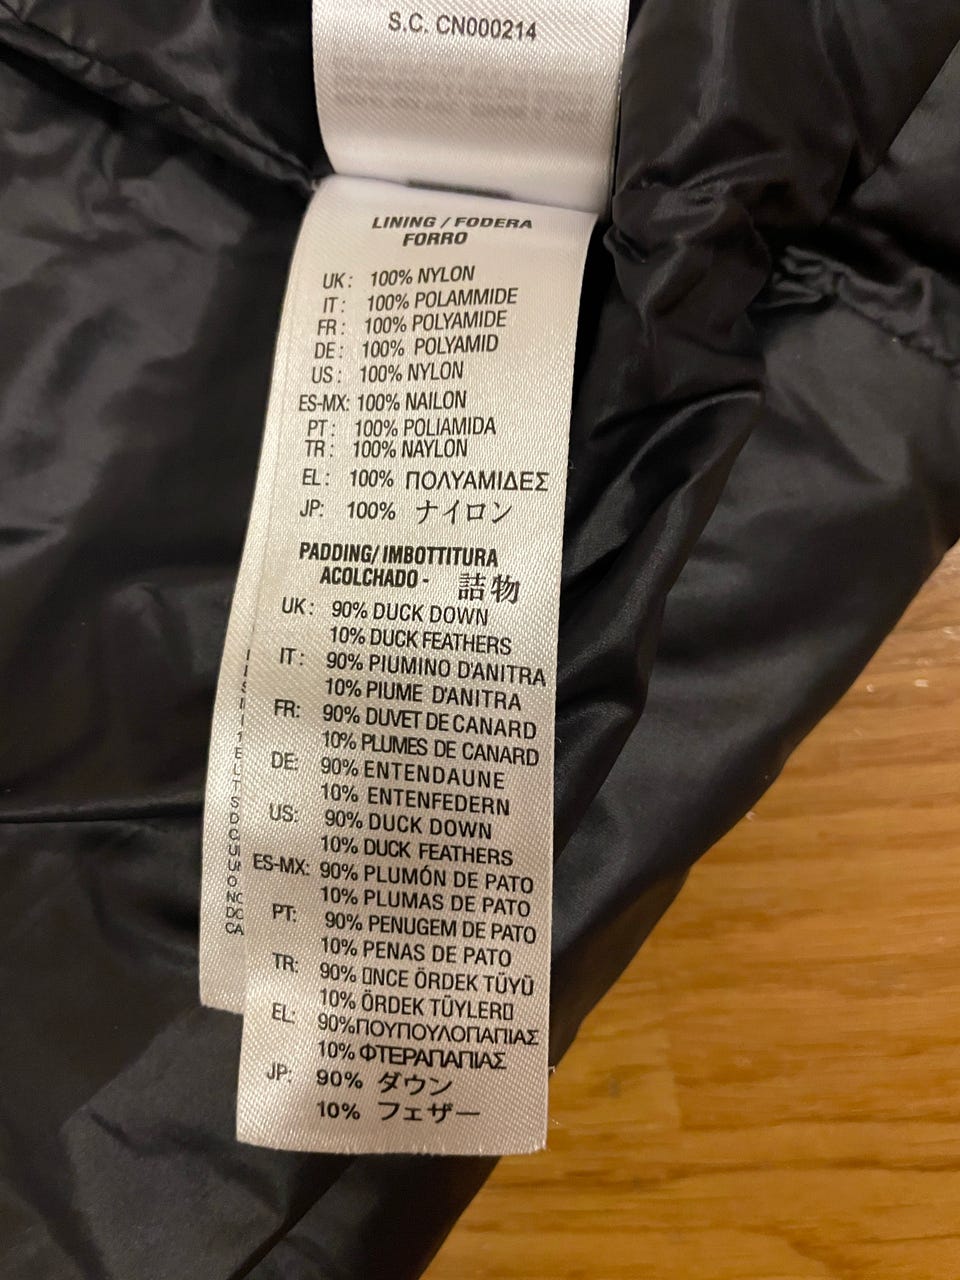 S.C. CN000214
LINING / FODERA
FORRO
UK: 100% NYLON
IT: 100% POLAMMIDE
FR: 100% POLYAMIDE
DE: 100% POLYAMID
US: 100% NYLON
ES-MX: 100% NAILON
PT: 100% POLIAMIDA
TR: 100% NAYLON
EL: 100% ΠΟΛΥΑΜΙΔΕΣ
JP: 100% ナイロン
PADDING/ IMBOTTITURA
ACOLCHADO - 詰物
UK: 90% DUCK DOWN
10% DUCK FEATHERS
IT: 90% PIUMINO D'ANITRA
10% PIUME D'ANITRA
FR: 90% DUVET DE CANARD
10% PLUMES DE CANARD
DE: 90% ENTENDAUNE
10% ENTENFEDERN
US: 90% DUCK DOWN
10% DUCK FEATHERS
ES-MX: 90% PLUMÓN DE PATO
10% PLUMAS DE PATO
PT: 90% PENUGEM DE PATO
10% PENAS DE PATO
TR: 90% ▯NCE ÖRDEK TÜYÜ
10% ÖRDEK TÜYLER▯
EL: 90%ΠΟΥΠΟΥΛΟΠΑΠΙΑΣ
10% ΦΤΕΡΑΠΑΠΙΑΣ
JP: 90% ダウン
10% フェザー